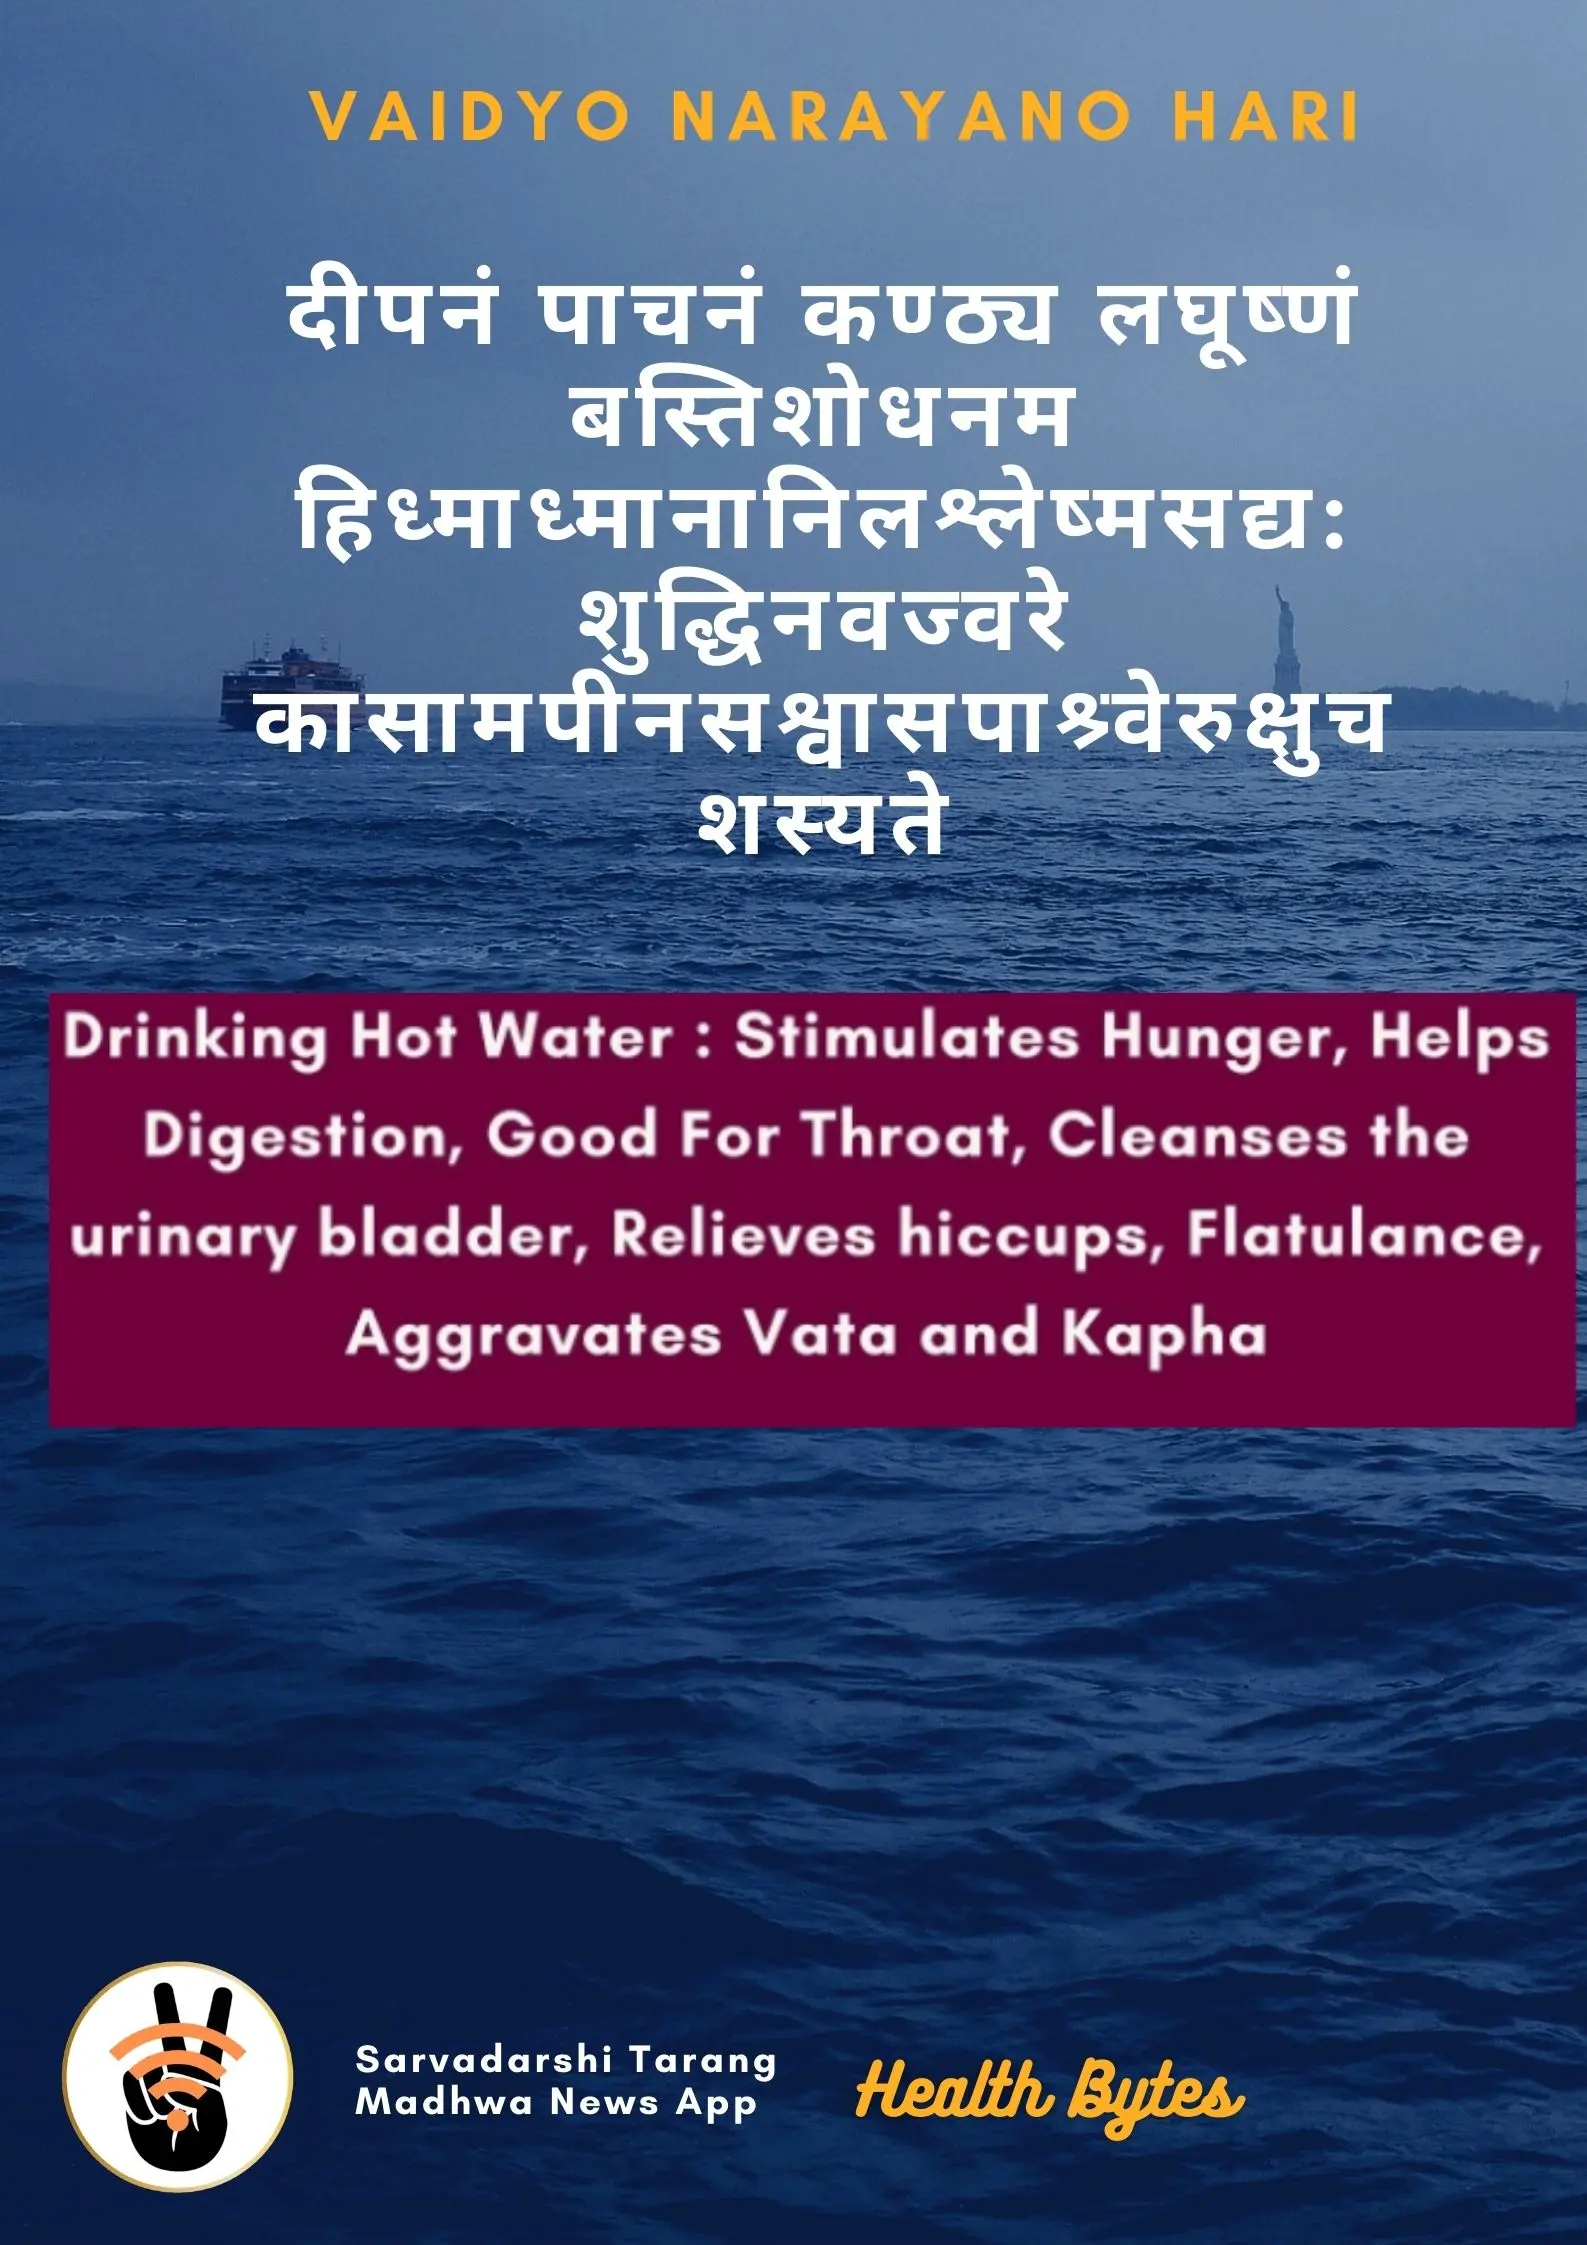 VAIDYO NARAYANO HARI
दीपनं पाचनं कण्ठ्य लघूष्णं
बस्तिशोधनम
हिध्माध्मानानिलश्लेष्मसद्य:
शुद्धिनवज्वरे
कासामपीनसश्वासपार्श्वेरुक्षुच
शस्यते
Drinking Hot Water : Stimulates Hunger, Helps
Digestion, Good For Throat, Cleanses the
urinary bladder, Relieves hiccups, Flatulance,
Aggravates Vata and Kapha
Sarvadarshi Tarang
Madhwa News App
Health Bytes